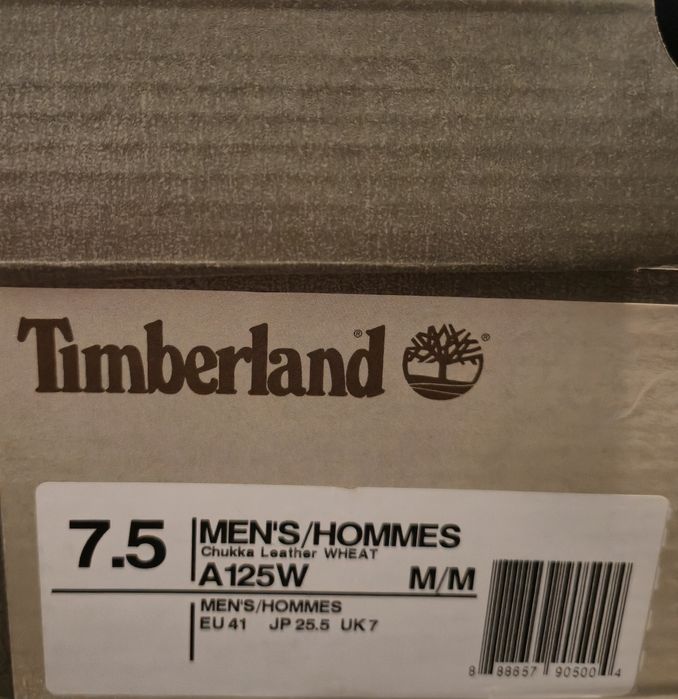 Timberland® ®
7.5
MEN'S/HOMMES
Chukka Leather WHEAT
A125W M/M
MEN'S/HOMMES
EU 41 JP 25.5 UK 7
8 88657 90500 4